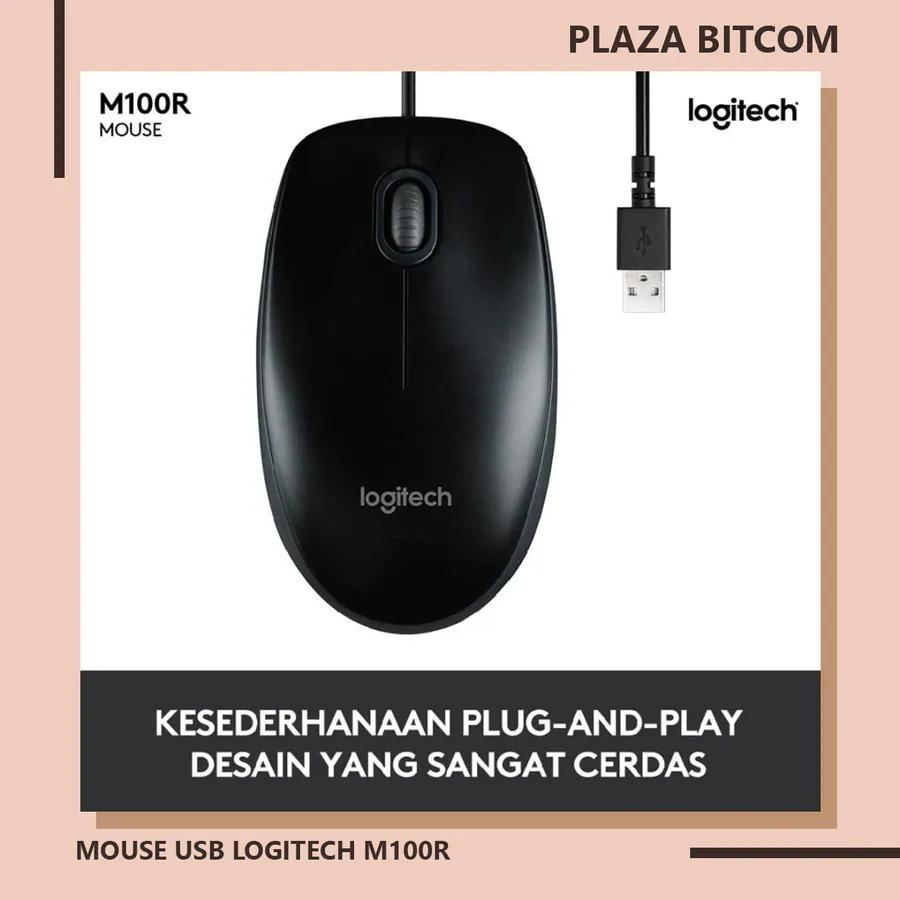 PLAZA BITCOM
M100R
MOUSE
logitech
logitech
KESEDERHANAAN PLUG-AND-PLAY
DESAIN YANG SANGAT CERDAS
MOUSE USB LOGITECH M100R